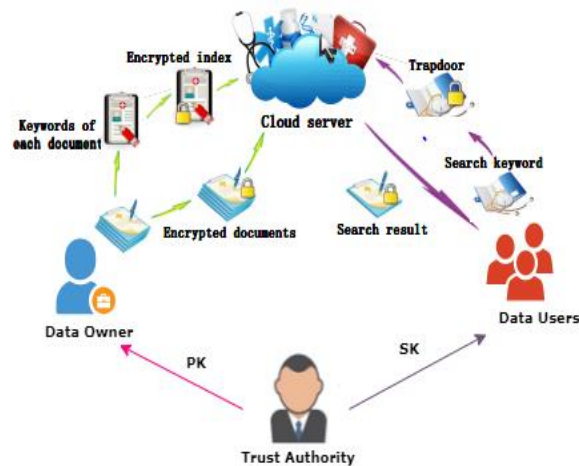 Encrypted index
Trapdoor
Cloud server
Keywords of
each document
Search keyword
Encrypted documents
Search result
Data Owner
Data Users
PK
SK
Trust Authority